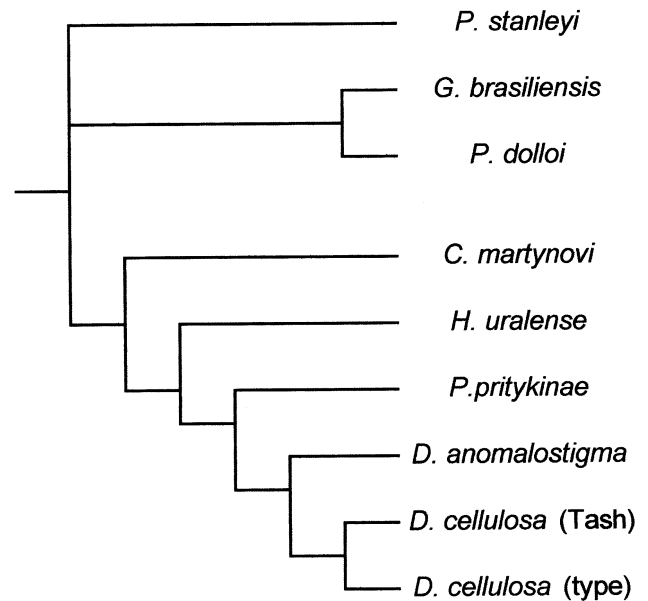 P. stanleyi
G. brasiliensis
P. dolloi
C. martynovi
H. uralense
P.pritykinae
D. anomalostigma
D. cellulosa (Tash)
D. cellulosa (type)